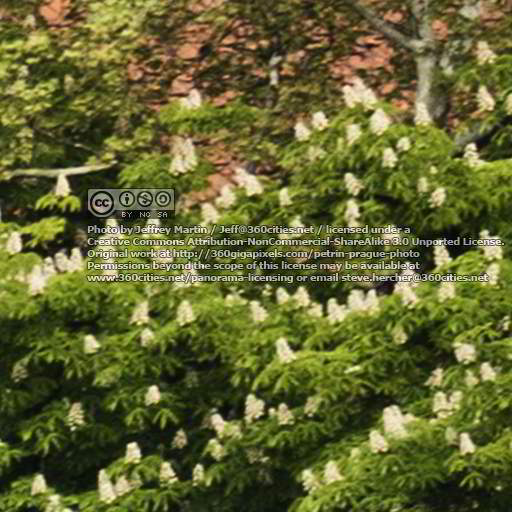 cc
BY NC SA
Photo by Jeffrey Martin / Jeff@360cities.net / licensed under a
Creative Commons Attribution-NonCommercial-ShareAlike 3.0 Unported License.
Original work at http://360gigapixels.com/petrin-prague-photo
Permissions beyond the scope of this license may be available at
www.360cities.net/panorama-licensing or email steve.hercher@360cities.net